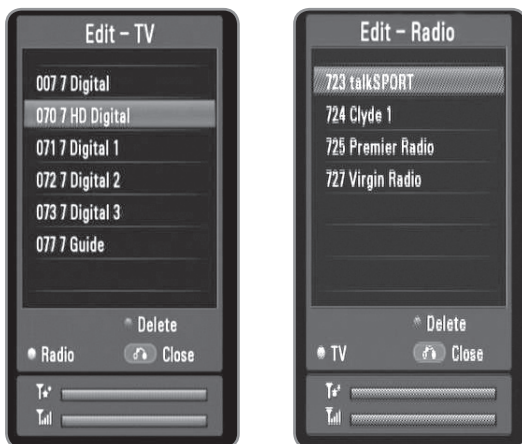 Edit – TV
007 7 Digital
070 7 HD Digital
071 7 Digital 1
072 7 Digital 2
073 7 Digital 3
077 7 Guide
Delete
Radio
Close
Edit – Radio
723 talkSPORT
724 Clyde 1
725 Premier Radio
727 Virgin Radio
Delete
TV
Close